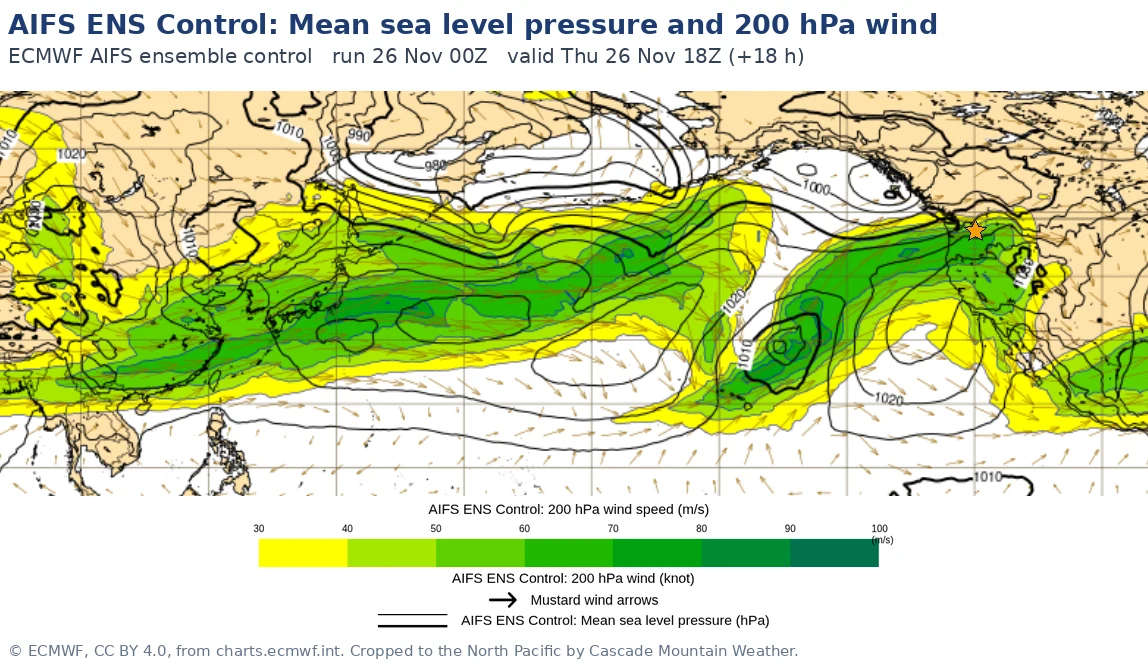 AIFS ENS Control: Mean sea level pressure and 200 hPa wind
ECMWF AIFS ensemble control run 26 Nov 00Z valid Thu 26 Nov 18Z (+18 h)
1010
1020
1010
1000
990
980
1010
1000
1020
1010
1020
1010
AIFS ENS Control: 200 hPa wind speed (m/s)
30 40 50 60 70 80 90 100
(m/s)
AIFS ENS Control: 200 hPa wind (knot)
Mustard wind arrows
AIFS ENS Control: Mean sea level pressure (hPa)
© ECMWF, CC BY 4.0, from charts.ecmwf.int. Cropped to the North Pacific by Cascade Mountain Weather.